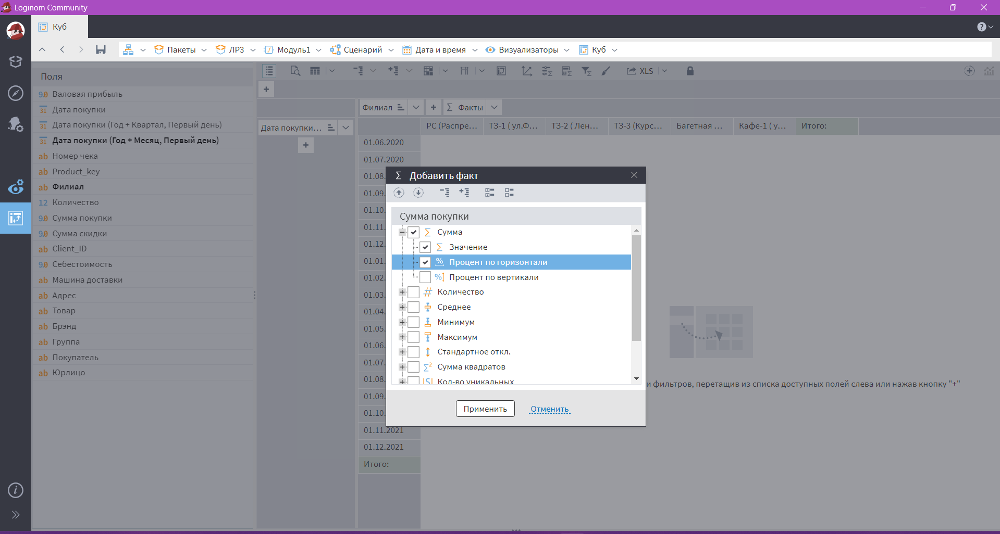 Loginom Community
Куб
Пакеты
ЛР3
Модуль1
Сценарий
Дата и время
Визуализаторы
Куб
Поля
9.0 Валовая прибыль
31 Дата покупки
31 Дата покупки (Год + Квартал, Первый день)
31 Дата покупки (Год + Месяц, Первый день)
ab Номер чека
ab Product_key
ab Филиал
12 Количество
9.0 Сумма покупки
9.0 Сумма скидки
ab Client_ID
9.0 Себестоимость
ab Машина доставки
ab Адрес
ab Товар
ab Брэнд
ab Группа
ab Покупатель
ab Юрлицо
XLS
Филиал
Σ Факты
Дата покупки...
РС (Распре...
ТЗ-1 ( ул.Ф...
ТЗ-2 ( Лен...
ТЗ-3 (Курс...
Багетная ...
Кафе-1 ( у...
Итого:
01.06.2020
01.07.2020
01.08.
01.09.
01.10.
01.11.
01.12.
01.01.
01.02.
01.03.
01.04.
01.05.
01.06.
01.07.
01.08.
01.09.
01.10.
01.11.2021
01.12.2021
Итого:
Σ Добавить факт
Сумма покупки
Σ Сумма
Σ Значение
% Процент по горизонтали
% Процент по вертикали
# Количество
Среднее
Минимум
Максимум
Стандартное откл.
Σ² Сумма квадратов
|S| Кол-во уникальных
Применить
Отменить
и фильтров, перетащив из списка доступных полей слева или нажав кнопку "+"